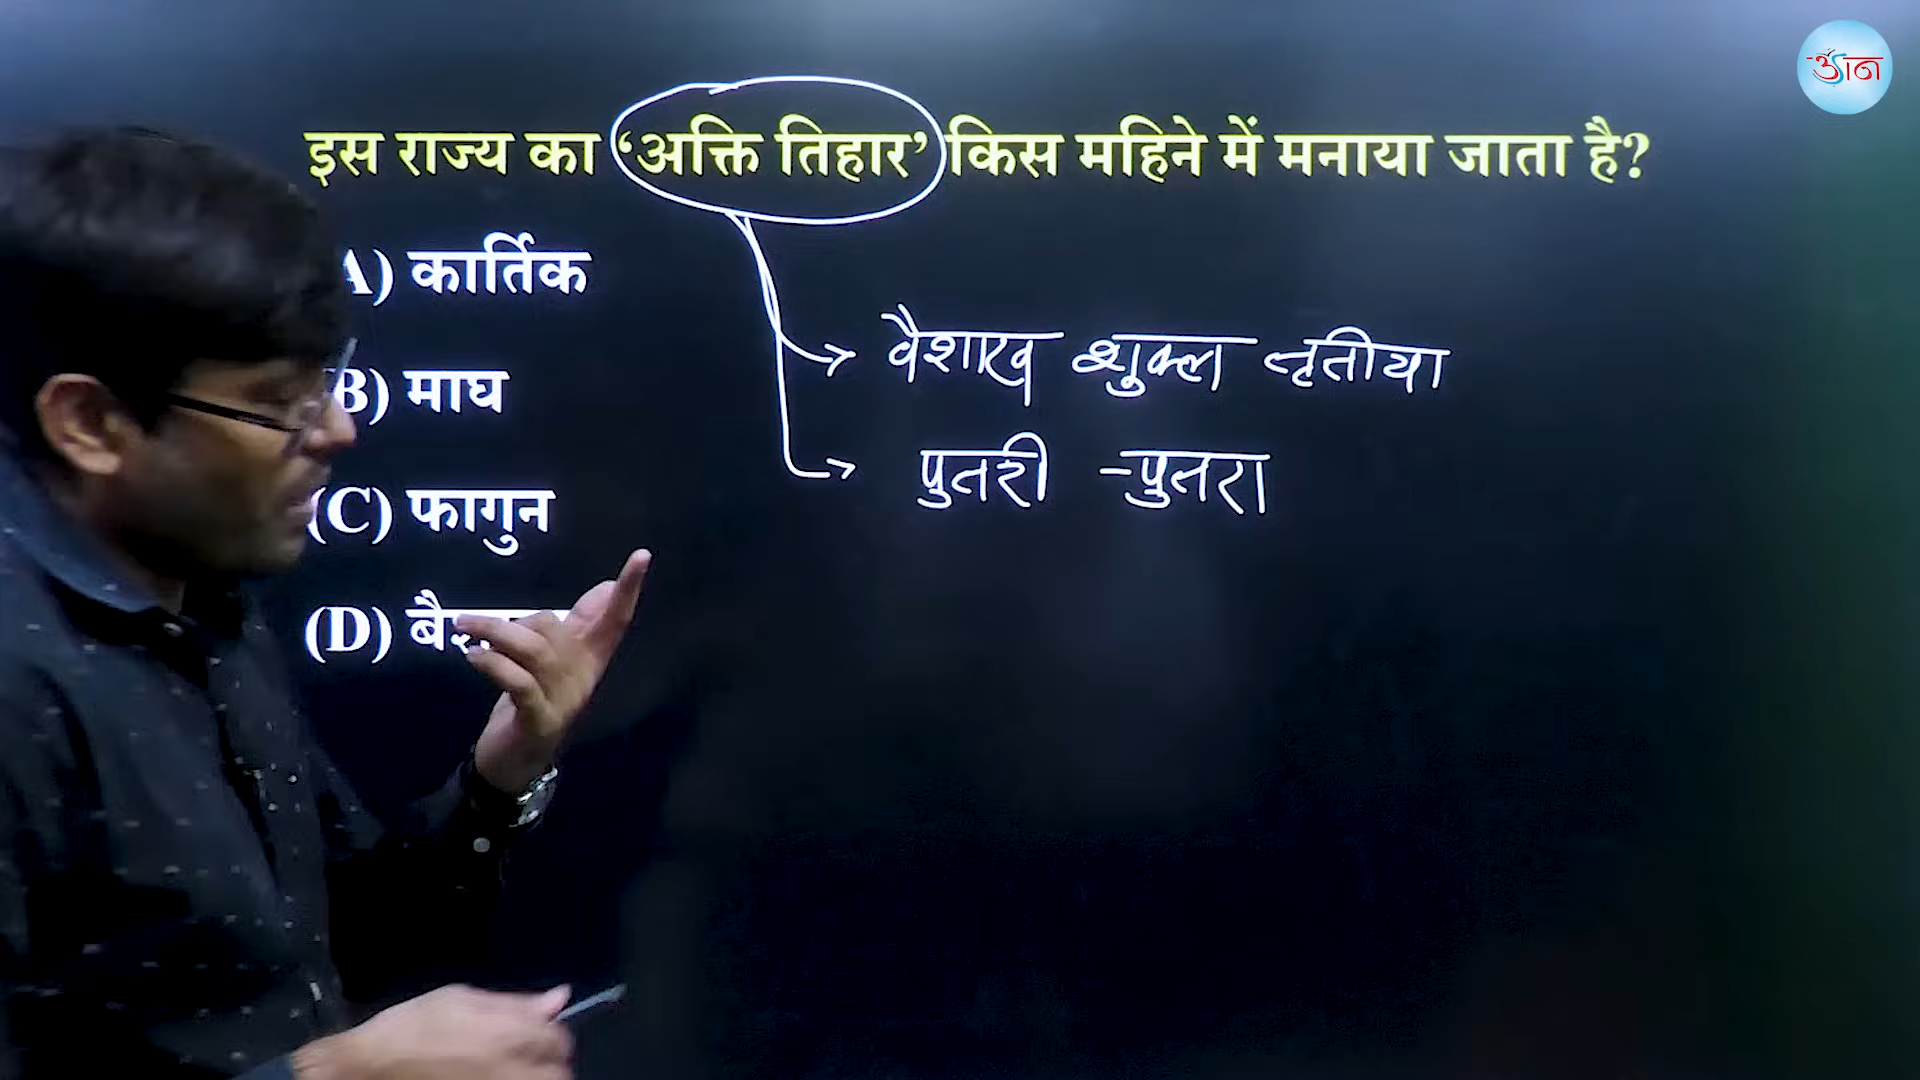 ज्ञान
इस राज्य का ‘अक्ति तिहार’ किस महिने में मनाया जाता है?
A) कार्तिक
वैशाख शुक्ल तृतीया
B) माघ
पुतरी - पुतरा
(C) फागुन
(D)